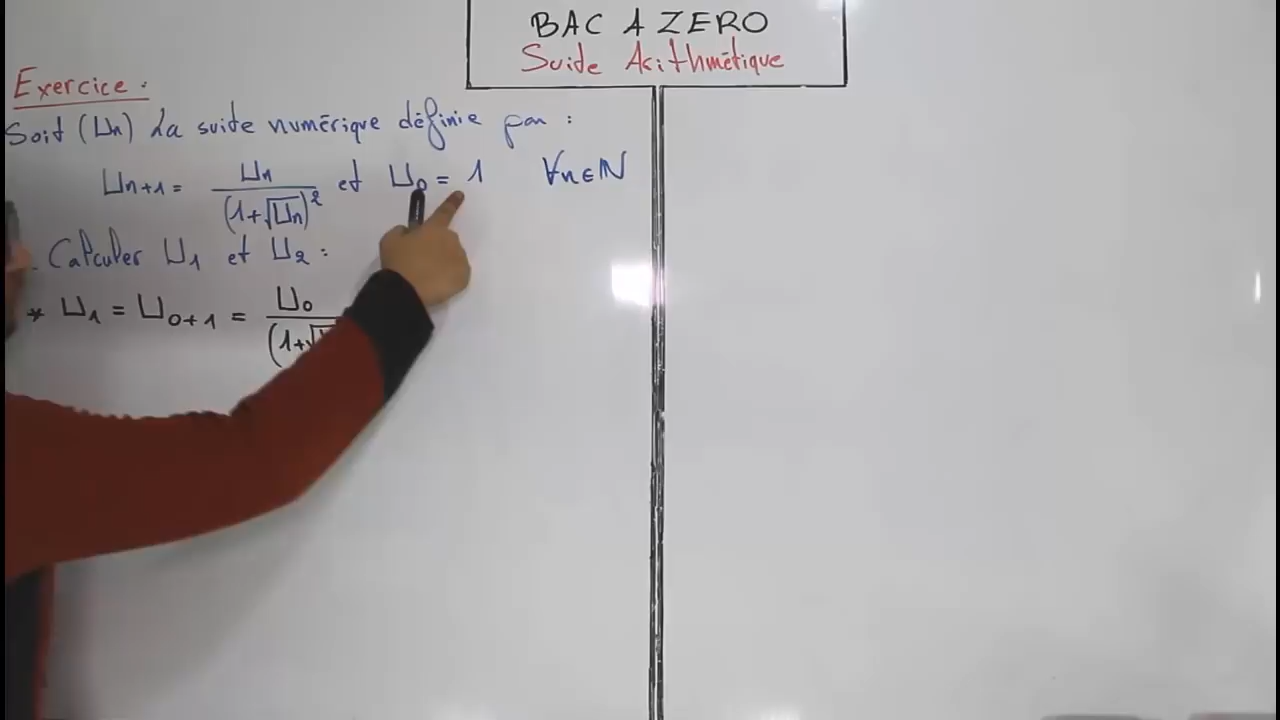 BAC A ZERO
Suite Arithmétique
Exercice :
Soit (Un) La suite numérique définie par :
Un+1 = Un / (1+√Un)² et U0 = 1 ∀n∈ℕ
. Calculer U1 et U2 :
* U1 = U0+1 = U0 / (1+√